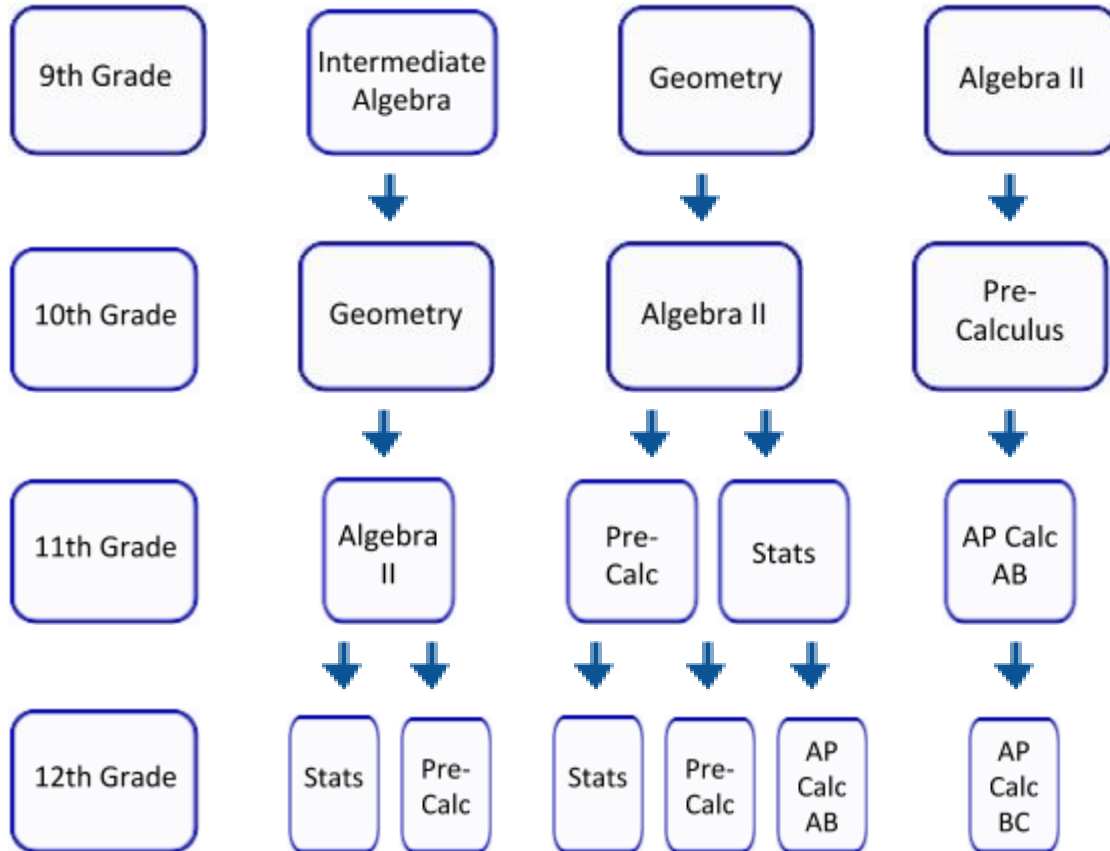 9th Grade
Intermediate
Algebra
Geometry
Algebra II
10th Grade
Geometry
Algebra II
Pre-
Calculus
11th Grade
Algebra
II
Pre-
Calc
Stats
AP Calc
AB
12th Grade
Stats
Pre-
Calc
Stats
Pre-
Calc
AP
Calc
AB
AP
Calc
BC